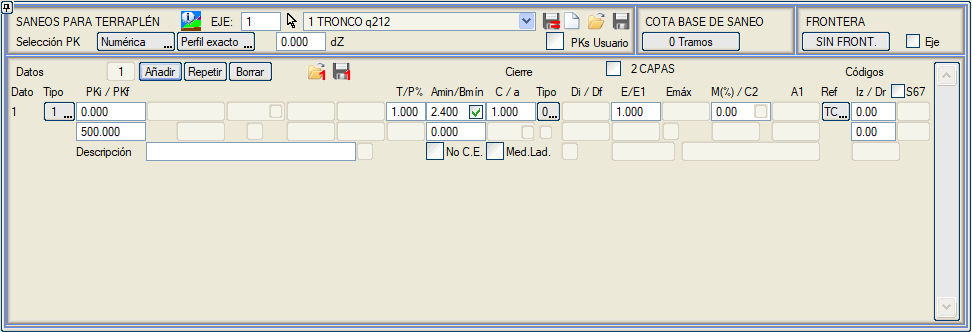 SANEOS PARA TERRAPLÉN EJE: 1 1 TRONCO q212 COTA BASE DE SANEO FRONTERA
Selección PK Numérica ... Perfil exacto ... 0.000 dZ PKs Usuario 0 Tramos SIN FRONT. Eje
Datos 1 Añadir Repetir Borrar 1 1 Cierre 2 CAPAS Códigos
Dato Tipo PKi / PKf T/P% Amin/Bmín C / a Tipo Di / Df E/E1 Emáx M(%) / C2 A1 Ref Iz / Dr S67
1 1 ... 0.000 1.000 2.400 1.000 0... 1.000 0.00 TC... 0.00
500.000 0.000 0.00
Descripción No C.E. Med.Lad.